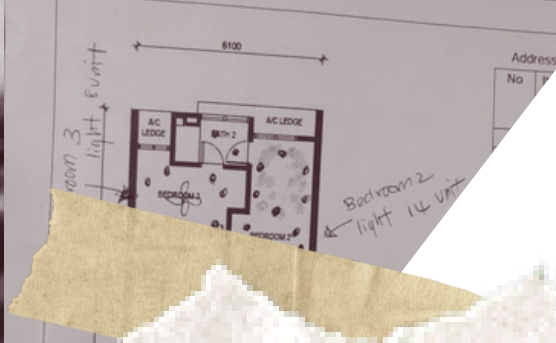 6100
Address
No
A/C
LEDGE
BATH 2
A/C LEDGE
room 3
light 8 unit
BEDROOM 3
BEDROOM 2
Bedroom 2
light 14 unit